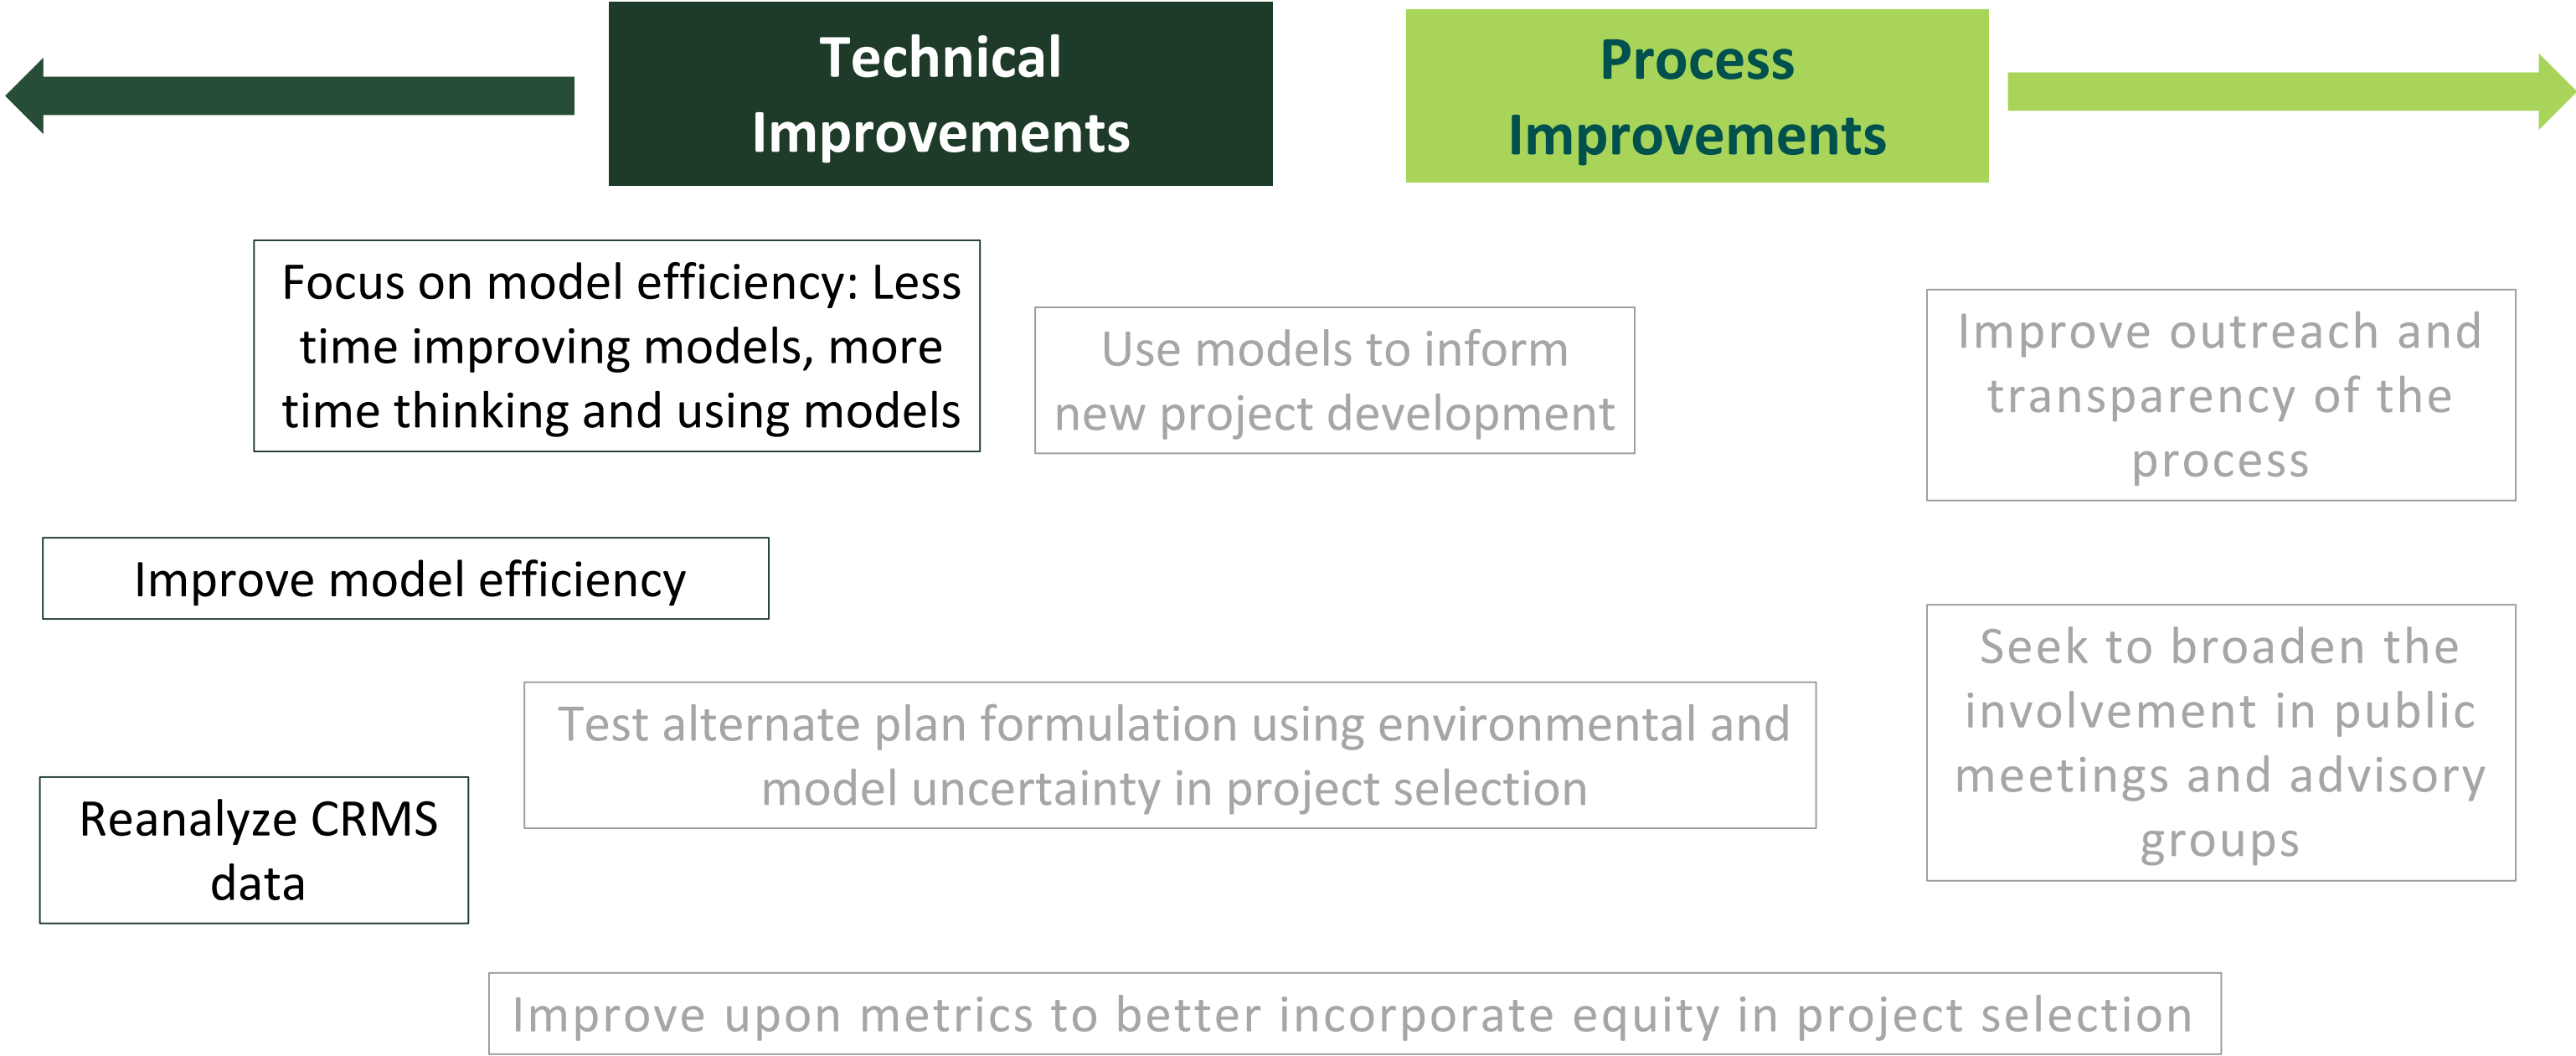 Technical
Improvements
Process
Improvements
Focus on model efficiency: Less
time improving models, more
time thinking and using models
Use models to inform
new project development
Improve outreach and
transparency of the
process
Improve model efficiency
Seek to broaden the
involvement in public
meetings and advisory
groups
Test alternate plan formulation using environmental and
model uncertainty in project selection
Reanalyze CRMS
data
Improve upon metrics to better incorporate equity in project selection